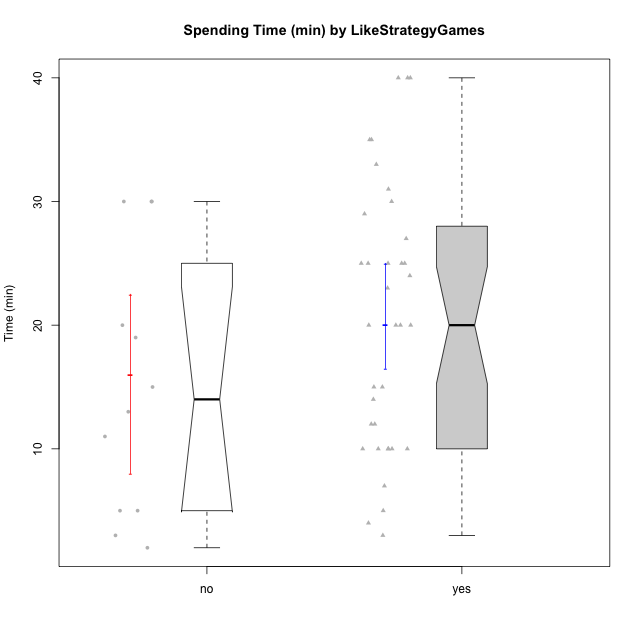 Spending Time (min) by LikeStrategyGames
Time (min)
40
30
20
10
no
yes